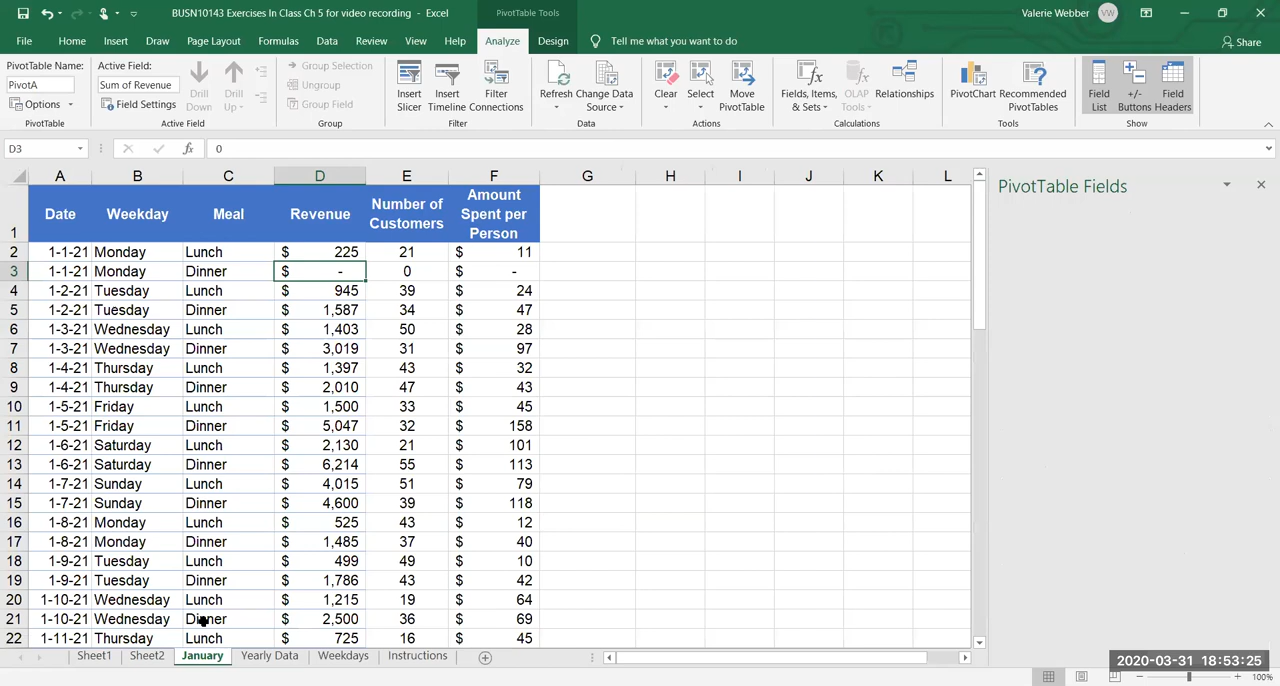 BUSN10143 Exercises In Class Ch 5 for video recording - Excel
PivotTable Tools
Valerie Webber VW
File Home Insert Draw Page Layout Formulas Data Review View Help Analyze Design Tell me what you want to do Share
PivotTable Name:
PivotA
Options
PivotTable
Active Field:
Sum of Revenue
Field Settings
Drill Down
Drill Up
Active Field
Group Selection
Ungroup
Group Field
Group
Insert Slicer
Insert Timeline
Filter Connections
Filter
Refresh
Change Data Source
Data
Clear
Select
Move PivotTable
Actions
Fields, Items, & Sets
OLAP Tools
Relationships
Calculations
PivotChart
Recommended PivotTables
Tools
Field List
+/- Buttons
Field Headers
Show
D3 fx 0
A B C D E F G H I J K L
1 Date Weekday Meal Revenue Number of Customers Amount Spent per Person
2 1-1-21 Monday Lunch $ 225 21 $ 11
3 1-1-21 Monday Dinner $ - 0 $ -
4 1-2-21 Tuesday Lunch $ 945 39 $ 24
5 1-2-21 Tuesday Dinner $ 1,587 34 $ 47
6 1-3-21 Wednesday Lunch $ 1,403 50 $ 28
7 1-3-21 Wednesday Dinner $ 3,019 31 $ 97
8 1-4-21 Thursday Lunch $ 1,397 43 $ 32
9 1-4-21 Thursday Dinner $ 2,010 47 $ 43
10 1-5-21 Friday Lunch $ 1,500 33 $ 45
11 1-5-21 Friday Dinner $ 5,047 32 $ 158
12 1-6-21 Saturday Lunch $ 2,130 21 $ 101
13 1-6-21 Saturday Dinner $ 6,214 55 $ 113
14 1-7-21 Sunday Lunch $ 4,015 51 $ 79
15 1-7-21 Sunday Dinner $ 4,600 39 $ 118
16 1-8-21 Monday Lunch $ 525 43 $ 12
17 1-8-21 Monday Dinner $ 1,485 37 $ 40
18 1-9-21 Tuesday Lunch $ 499 49 $ 10
19 1-9-21 Tuesday Dinner $ 1,786 43 $ 42
20 1-10-21 Wednesday Lunch $ 1,215 19 $ 64
21 1-10-21 Wednesday Dinner $ 2,500 36 $ 69
22 1-11-21 Thursday Lunch $ 725 16 $ 45
PivotTable Fields
Sheet1 Sheet2 January Yearly Data Weekdays Instructions
2020-03-31 18:53:25
100%